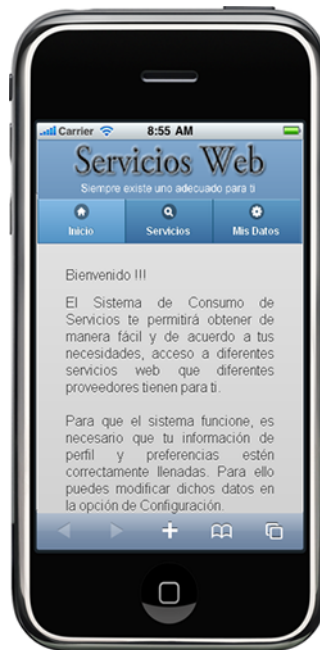 Carrier 8:55 AM
Servicios Web
Siempre existe uno adecuado para ti
Inicio Servicios Mis Datos
Bienvenido !!!
El Sistema de Consumo de
Servicios te permitirá obtener de
manera fácil y de acuerdo a tus
necesidades, acceso a diferentes
servicios web que diferentes
proveedores tienen para ti.
Para que el sistema funcione, es
necesario que tu información de
perfil y preferencias estén
correctamente llenadas. Para ello
puedes modificar dichos datos en
la opción de Configuración.